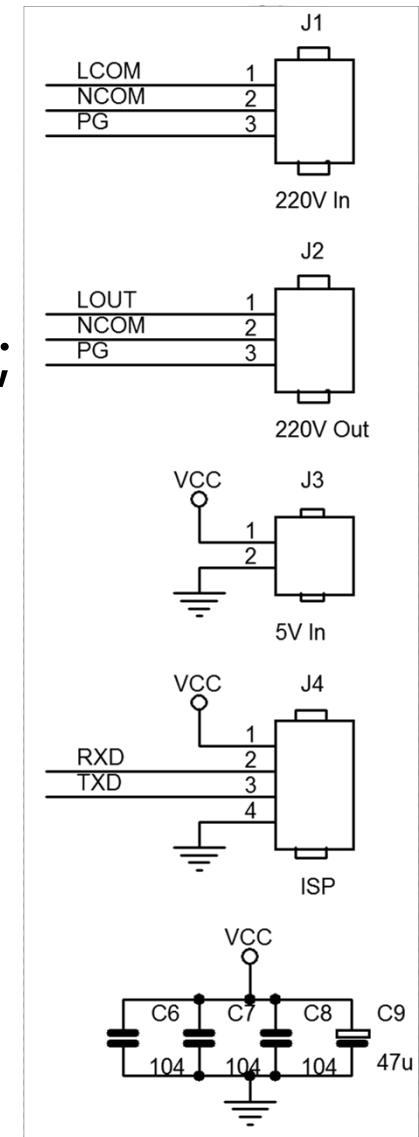 J1
LCOM 1
NCOM 2
PG 3
220V In
J2
LOUT 1
NCOM 2
PG 3
220V Out
VCC J3
1
2
5V In
VCC J4
1
RXD 2
TXD 3
4
ISP
VCC
C6 C7 C8 C9
104 104 104 47u